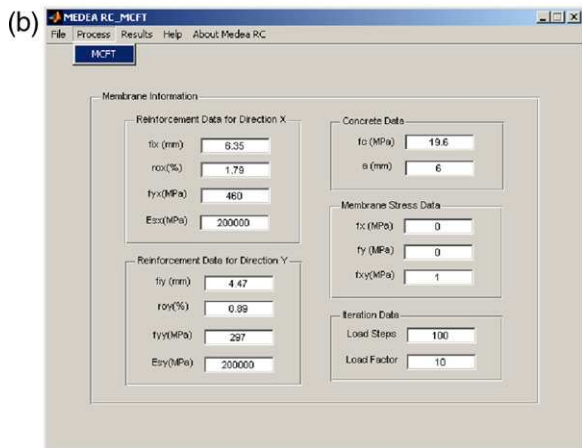 (b)
MEDEA RC_MCFT
File Process Results Help About Medea RC
MCFT
Membrane Information
Reinforcement Data for Direction X
fix (mm) 6.35
rox(%) 1.79
fyx(MPa) 460
Esx(MPa) 200000
Reinforcement Data for Direction Y
fiy (mm) 4.47
roy(%) 0.89
fyy(MPa) 297
Esy(MPa) 200000
Concrete Data
fc (MPa) 19.6
a (mm) 6
Membrane Stress Data
fx (MPa) 0
fy (MPa) 0
fxy(MPa) 1
Iteration Data
Load Steps 100
Load Factor 10